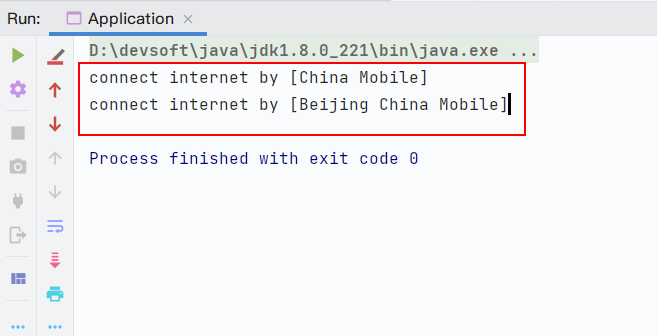 Run: Application ×
D:\devsoft\java\jdk1.8.0_221\bin\java.exe ...
connect internet by [China Mobile]
connect internet by [Beijing China Mobile]
Process finished with exit code 0